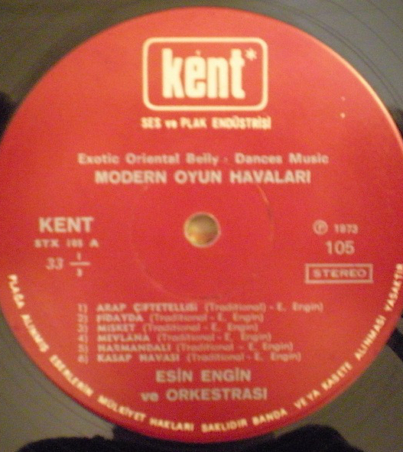 kent*
SES ve PLAK ENDÜSTRİSİ
Exotic Oriental Belly - Dances Music
MODERN OYUN HAVALARI
KENT
STX 105 A
33 1/3
℗ 1973
105
STEREO
1) ARAP ÇİFTETELLİSİ (Traditional) - E. Engin)
2) FİDAYDA (Traditional - E. Engin)
3) MISKET (Traditional - E. Engin)
4) MEVLANA (Traditional - E. Engin)
5) HARMANDALI (Traditional - E. Engin)
6) KASAP HAVASI (Traditional - E. Engin)
ESİN ENGİN
ve ORKESTRASI
PLAĞA ALINMIŞ ESERLERİN MÜLKİYET HAKLARI SAKLIDIR BANDA VEYA KASETE ALINMASI YASAKTIR